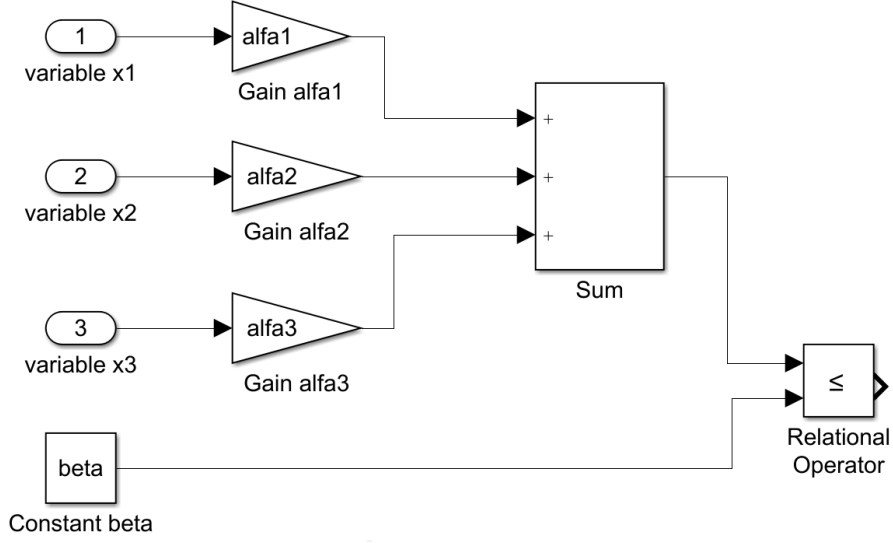 1
alfa1
variable x1
Gain alfa1
+
2
alfa2
+
variable x2
Gain alfa2
+
Sum
3
alfa3
variable x3
Gain alfa3
≤
Relational
Operator
beta
Constant beta